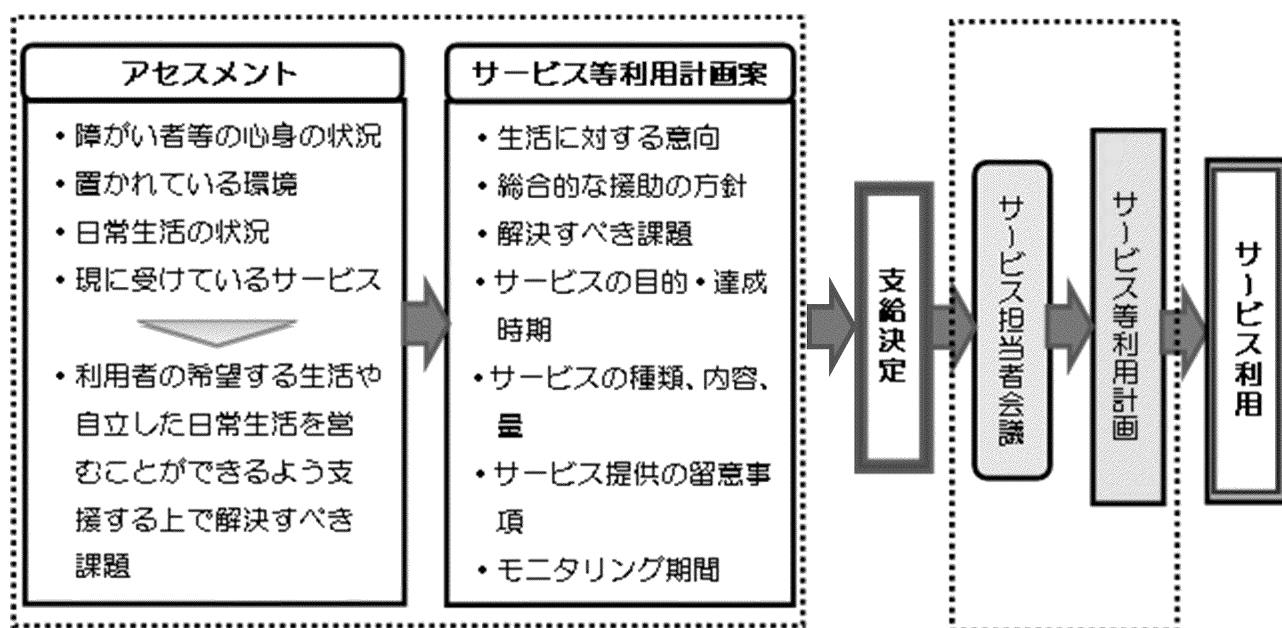 アセスメント
・障がい者等の心身の状況
・置かれている環境
・日常生活の状況
・現に受けているサービス
・利用者の希望する生活や
自立した日常生活を営
むことができるよう支
援する上で解決すべき
課題
サービス等利用計画案
・生活に対する意向
・総合的な援助の方針
・解決すべき課題
・サービスの目的・達成
時期
・サービスの種類、内容、
量
・サービス提供の留意事
項
・モニタリング期間
支給決定
サービス担当者会議
サービス等利用計画
サービス利用